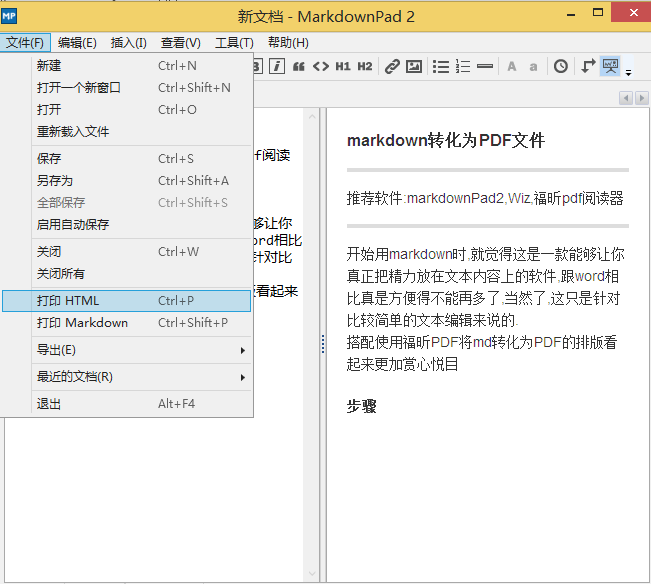 MP
新文档 - MarkdownPad 2
文件(F) 编辑(E) 插入(I) 查看(V) 工具(T) 帮助(H)
B i “ <> H1 H2 A a
新建 Ctrl+N
打开一个新窗口 Ctrl+Shift+N
打开 Ctrl+O
重新载入文件
保存 Ctrl+S
另存为 Ctrl+Shift+A
全部保存 Ctrl+Shift+S
启用自动保存
关闭 Ctrl+W
关闭所有
打印 HTML Ctrl+P
打印 Markdown Ctrl+Shift+P
导出(E)
最近的文档(R)
退出 Alt+F4
f阅读
够让你
ord相比
针对比
看起来
markdown转化为PDF文件
推荐软件:markdownPad2,Wiz,福昕pdf阅读器
开始用markdown时,就觉得这是一款能够让你
真正把精力放在文本内容上的软件,跟word相
比真是方便得不能再多了,当然了,这只是针对
比较简单的文本编辑来说的.
搭配使用福昕PDF将md转化为PDF的排版看
起来更加赏心悦目
步骤